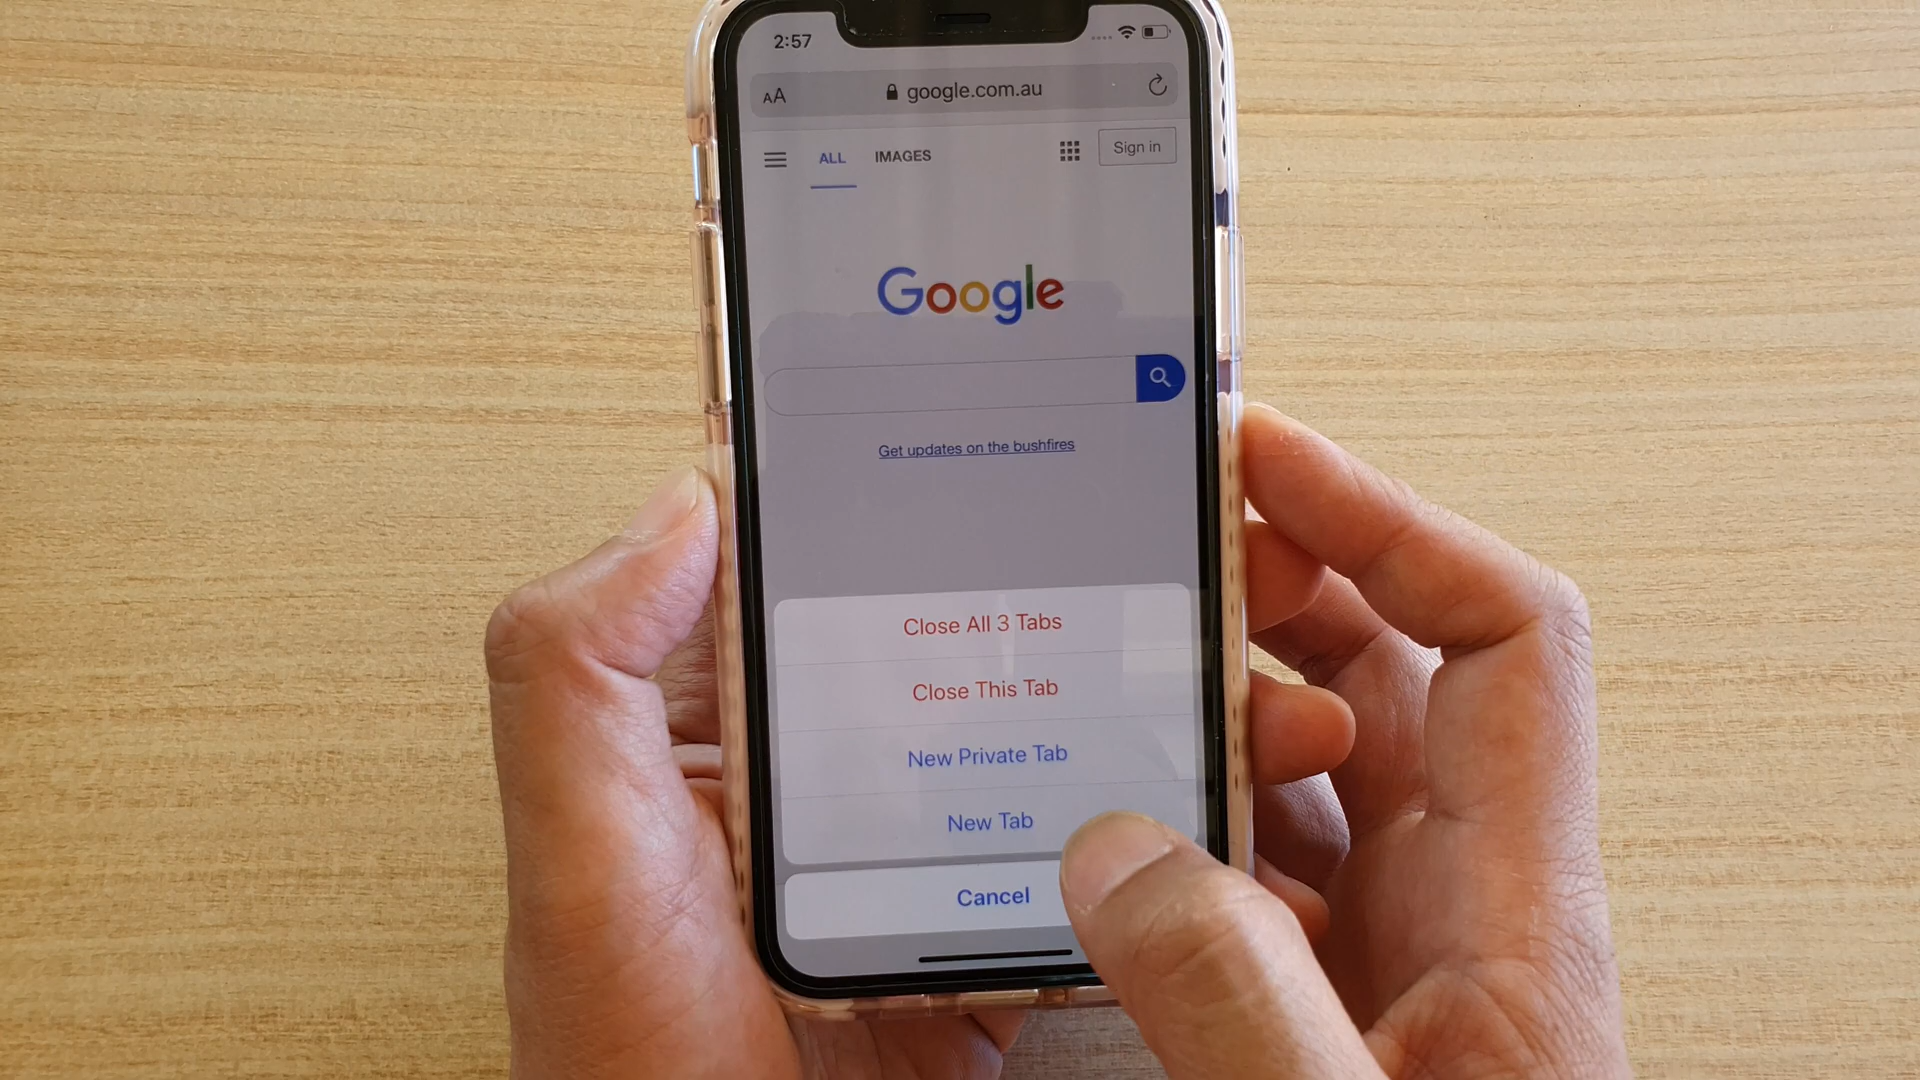 2:57
AA google.com.au
ALL IMAGES Sign in
Google
Get updates on the bushfires
Close All 3 Tabs
Close This Tab
New Private Tab
New Tab
Cancel